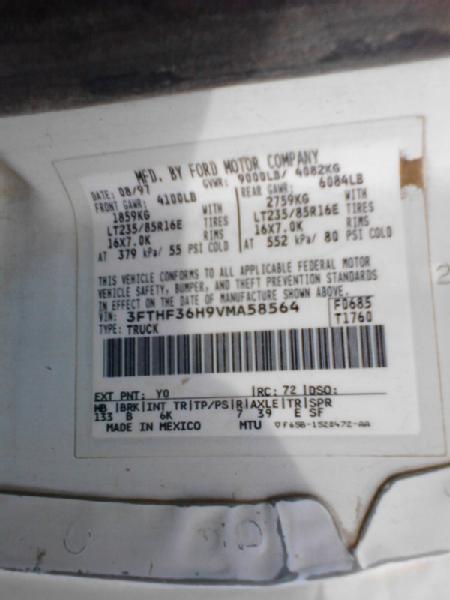 MFD. BY FORD MOTOR COMPANY
DATE: 08/97 GVWR: 9000LB/ 4082KG
FRONT GAWR: 4100LB REAR GAWR: 6084LB
1859KG WITH 2759KG WITH
LT235/85R16E TIRES LT235/85R16E TIRES
16X7.0K RIMS 16X7.0K RIMS
AT 379 kPa/ 55 PSI COLD AT 552 kPa/ 80 PSI COLD
THIS VEHICLE CONFORMS TO ALL APPLICABLE FEDERAL MOTOR
VEHICLE SAFETY, BUMPER, AND THEFT PREVENTION STANDARDS
IN EFFECT ON THE DATE OF MANUFACTURE SHOWN ABOVE.
VIN: 3FTHF36H9VMA58564 F0685
TYPE: TRUCK T1760
EXT PNT: YO RC: 72 DSO:
WB BRK INT TR TP/PS R AXLE TR SPR
133 B 6K 7 39 E SF
MADE IN MEXICO MTU F65B-1520472-AA